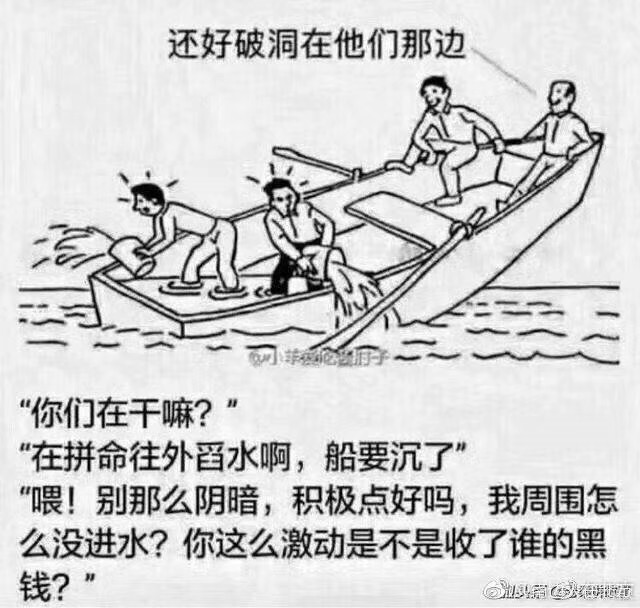 还好破洞在他们那边
“你们在干嘛？”
“在拼命往外舀水啊，船要沉了”
“喂！别那么阴暗，积极点好吗，我周围怎
么没进水？你这么激动是不是收了谁的黑
钱？”